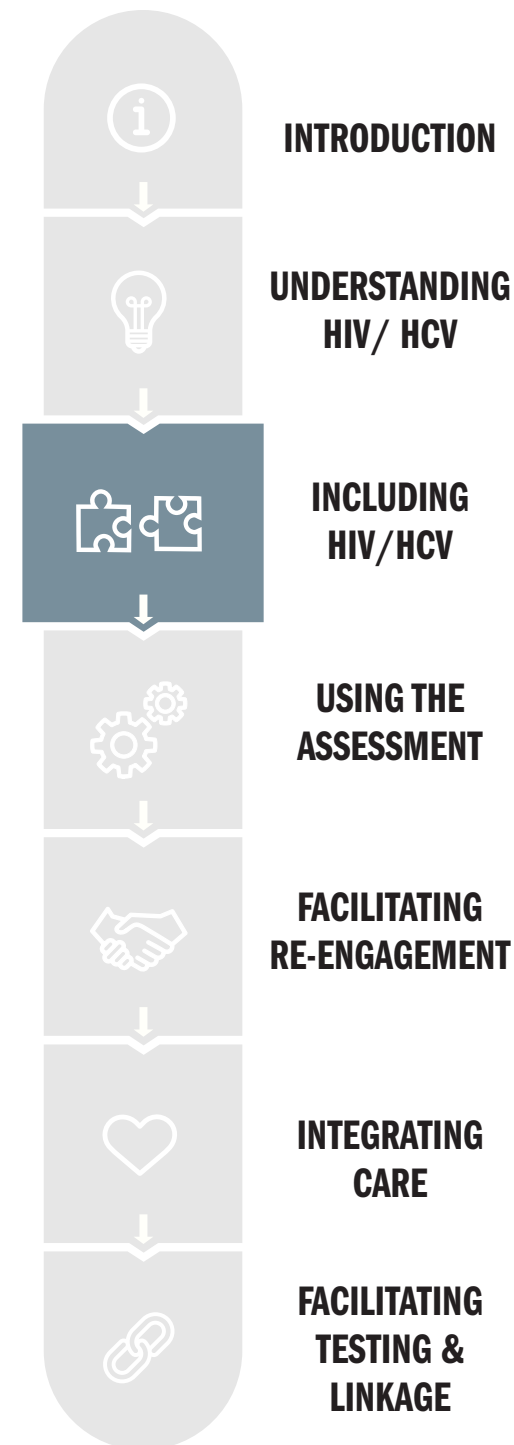 INTRODUCTION
UNDERSTANDING
HIV/ HCV
INCLUDING
HIV/HCV
USING THE
ASSESSMENT
FACILITATING
RE-ENGAGEMENT
INTEGRATING
CARE
FACILITATING
TESTING &
LINKAGE